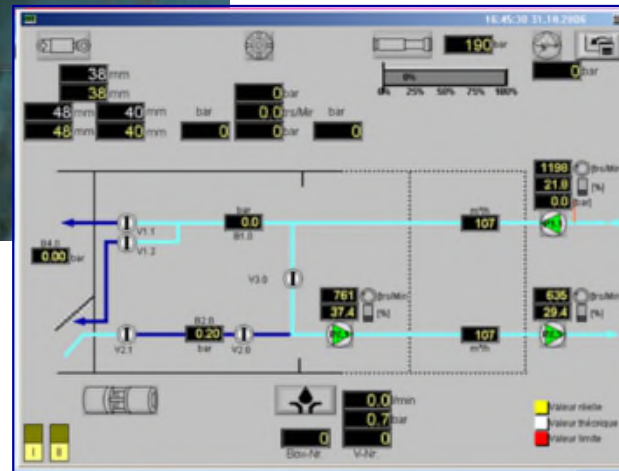 16:45:30 31.10.2006
190 bar
38 mm
38
0%
0% 25% 50% 75% 100%
0 bar
48 mm 40 mm
48 mm 40 mm
bar 0
0 bar
0.0 trs/Min
0 bar
bar 0
1198 [trs/Min]
21.8 [%]
0.0 [bar]
bar
0.0
B1.0
m³/h
107
V1.1
V1.2
B4.0
0.00 bar
V3.0
761 [trs/Min]
37.4 [%]
635 [trs/Min]
29.4 [%]
B2.0
0.20
bar
V2.1
V2.0
107
m³/h
0.0 l/min
0.7 bar
0 0
Box-Nr. V-Nr.
I II
Valeur réelle
Valeur théorique
Valeur limite